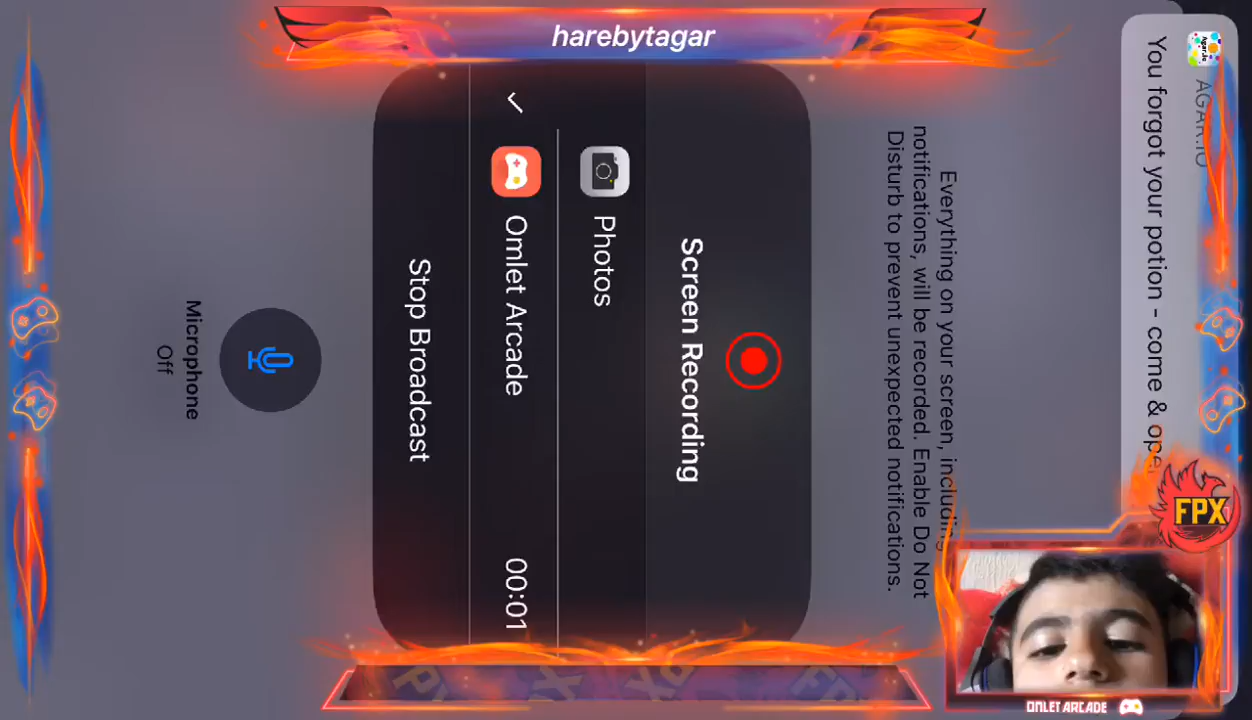 harebytagar
AGAR.IO
You forgot your potion - come & ope
Everything on your screen, including
notifications, will be recorded. Enable Do Not
Disturb to prevent unexpected notifications.
Screen Recording
Photos
Omlet Arcade 00:01
Stop Broadcast
Microphone
Off
FPX
OMLET ARCADE